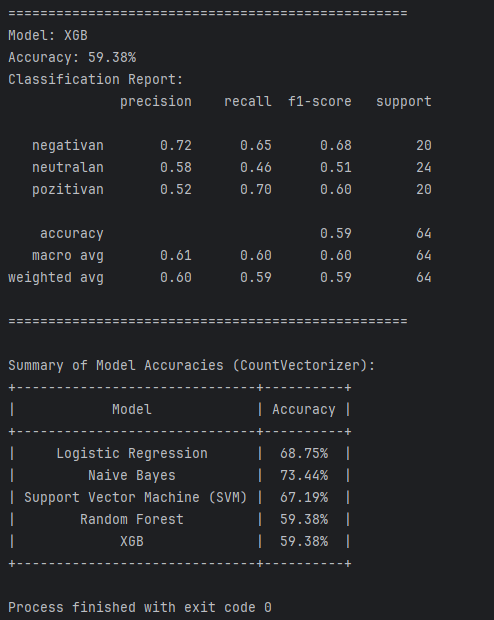 ==================================================
Model: XGB
Accuracy: 59.38%
Classification Report:
              precision    recall  f1-score   support

   negativan       0.72      0.65      0.68        20
   neutralan       0.58      0.46      0.51        24
   pozitivan       0.52      0.70      0.60        20

    accuracy                           0.59        64
   macro avg       0.61      0.60      0.60        64
weighted avg       0.60      0.59      0.59        64

==================================================

Summary of Model Accuracies (CountVectorizer):
+------------------------------+----------+
|            Model             | Accuracy |
+------------------------------+----------+
|     Logistic Regression      |  68.75%  |
|         Naive Bayes          |  73.44%  |
| Support Vector Machine (SVM) |  67.19%  |
|        Random Forest         |  59.38%  |
|             XGB              |  59.38%  |
+------------------------------+----------+

Process finished with exit code 0